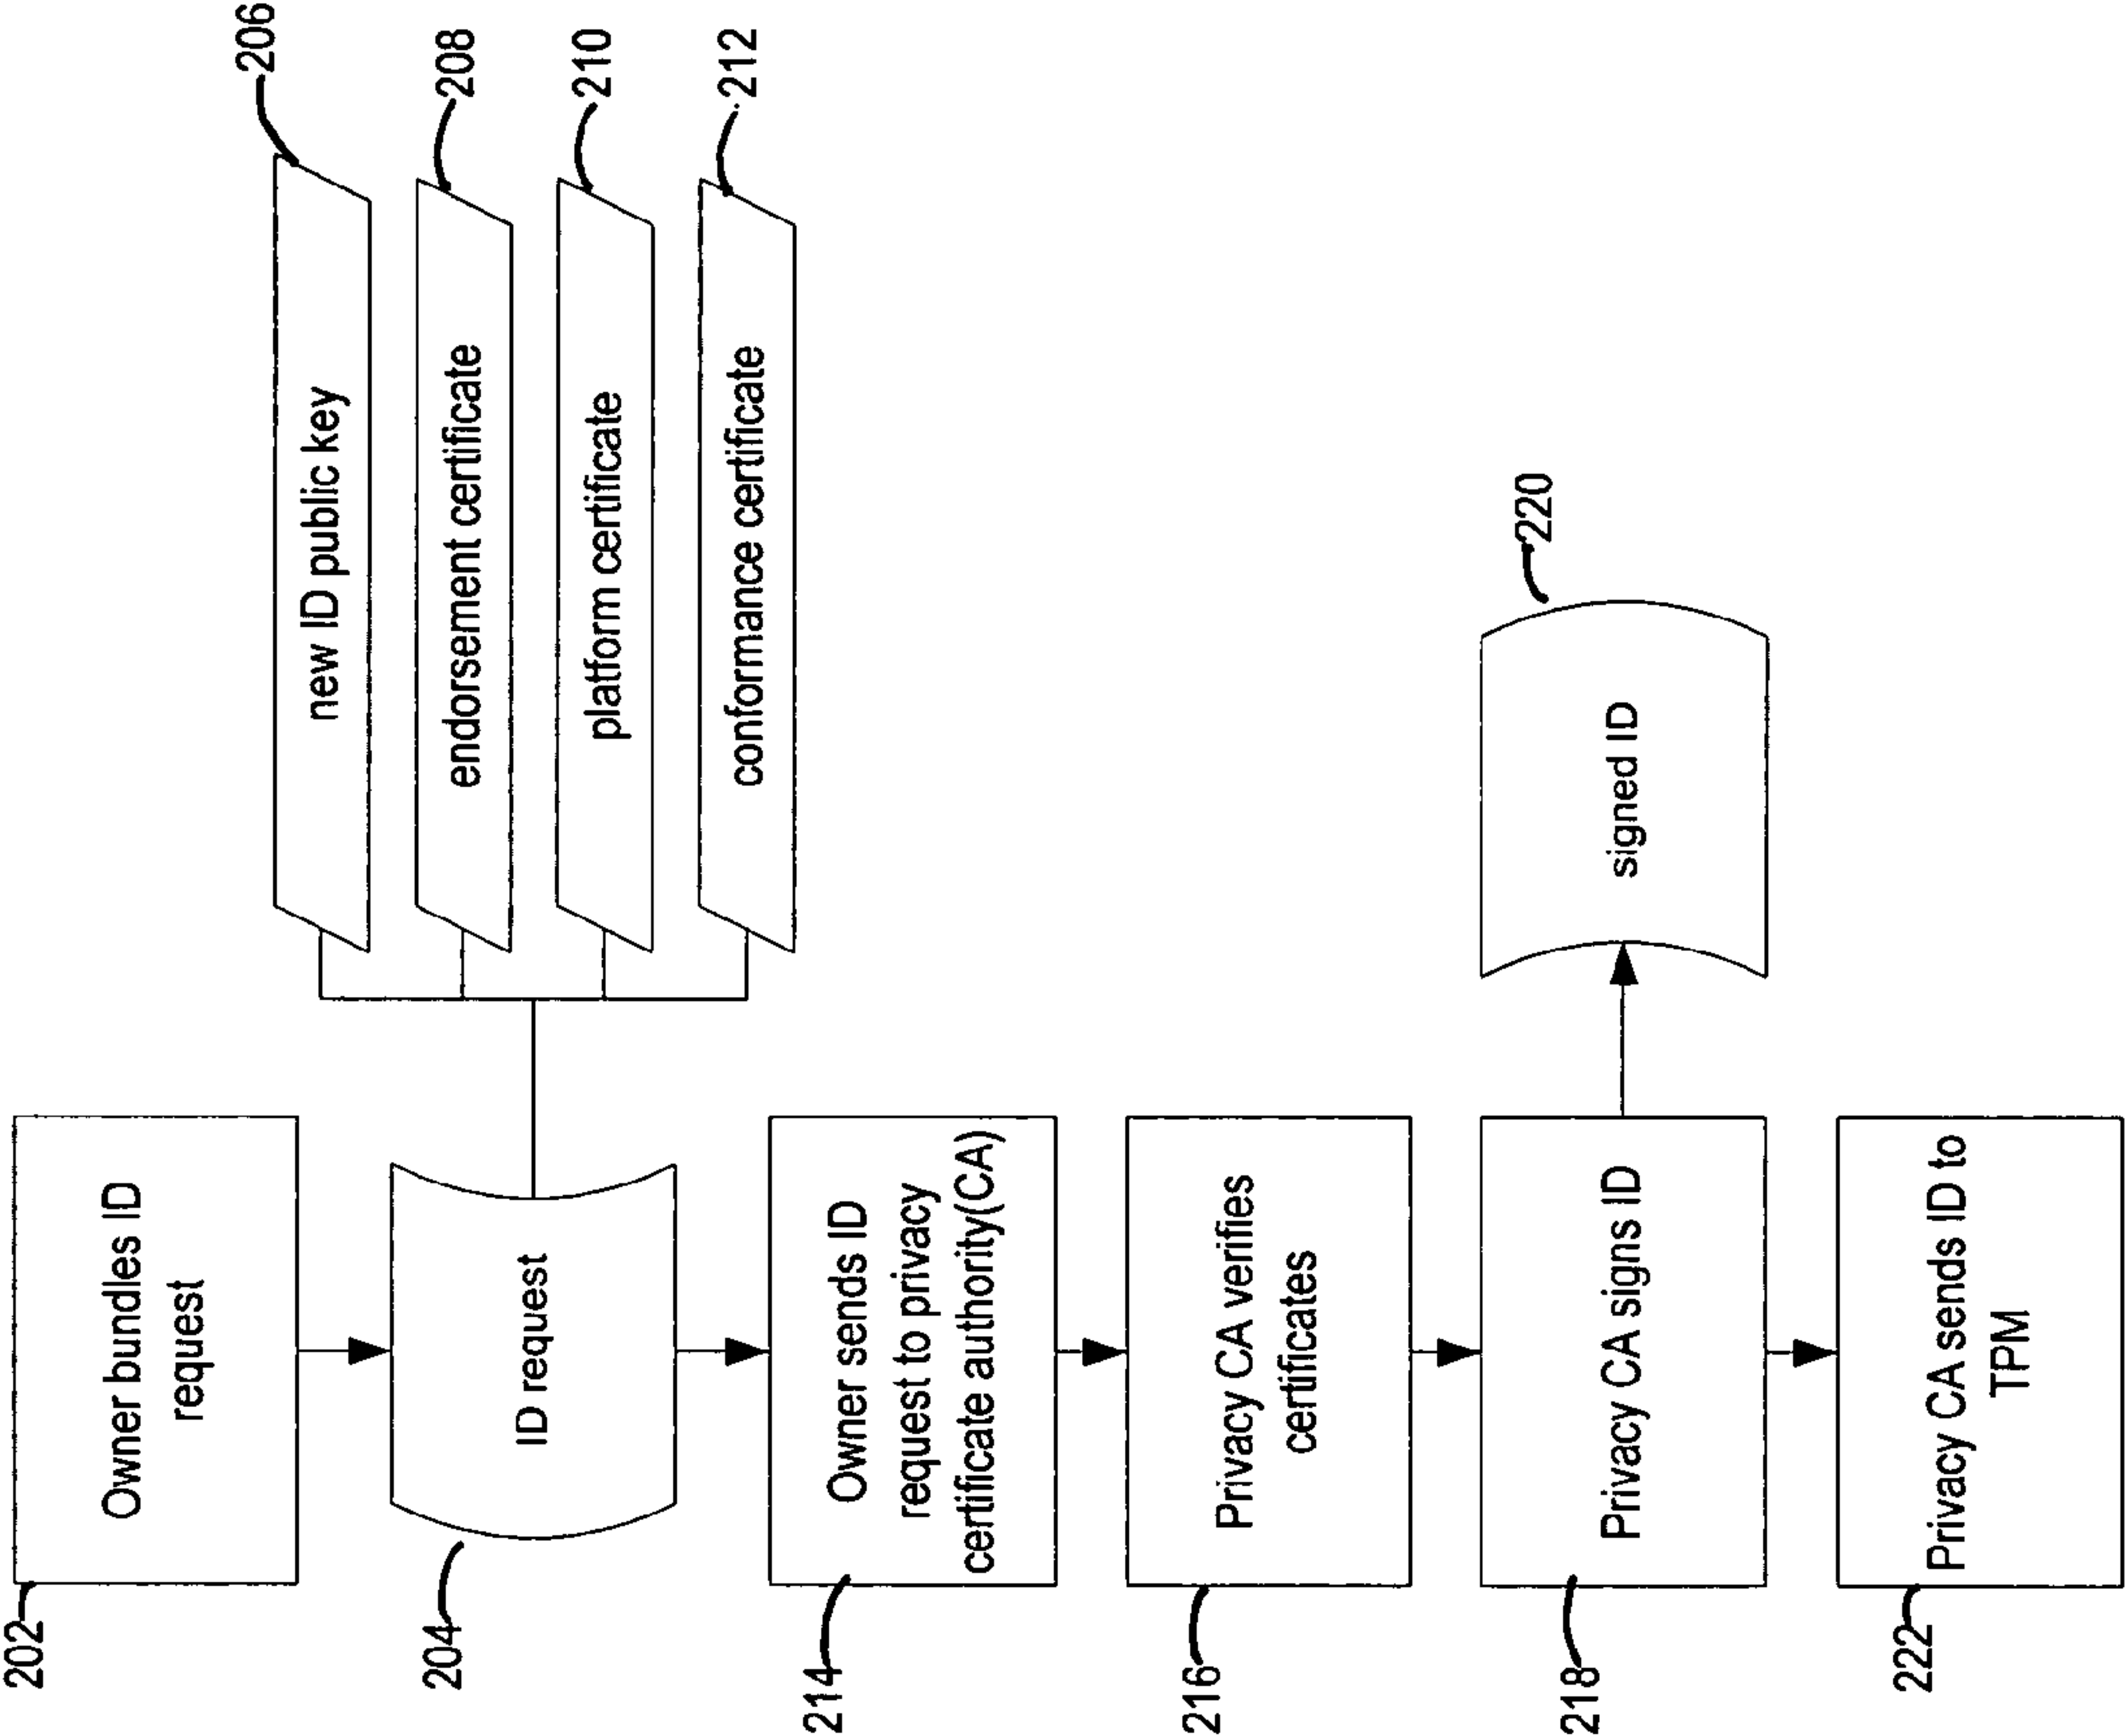 202
Owner bundles ID
request
204
ID request
206
new ID public key
208
endorsement certificate
210
platform certificate
212
conformance certificate
214
Owner sends ID
request to privacy
certificate authority(CA)
216
Privacy CA verifies
certificates
218
Privacy CA signs ID
220
signed ID
222
Privacy CA sends ID to
TPM